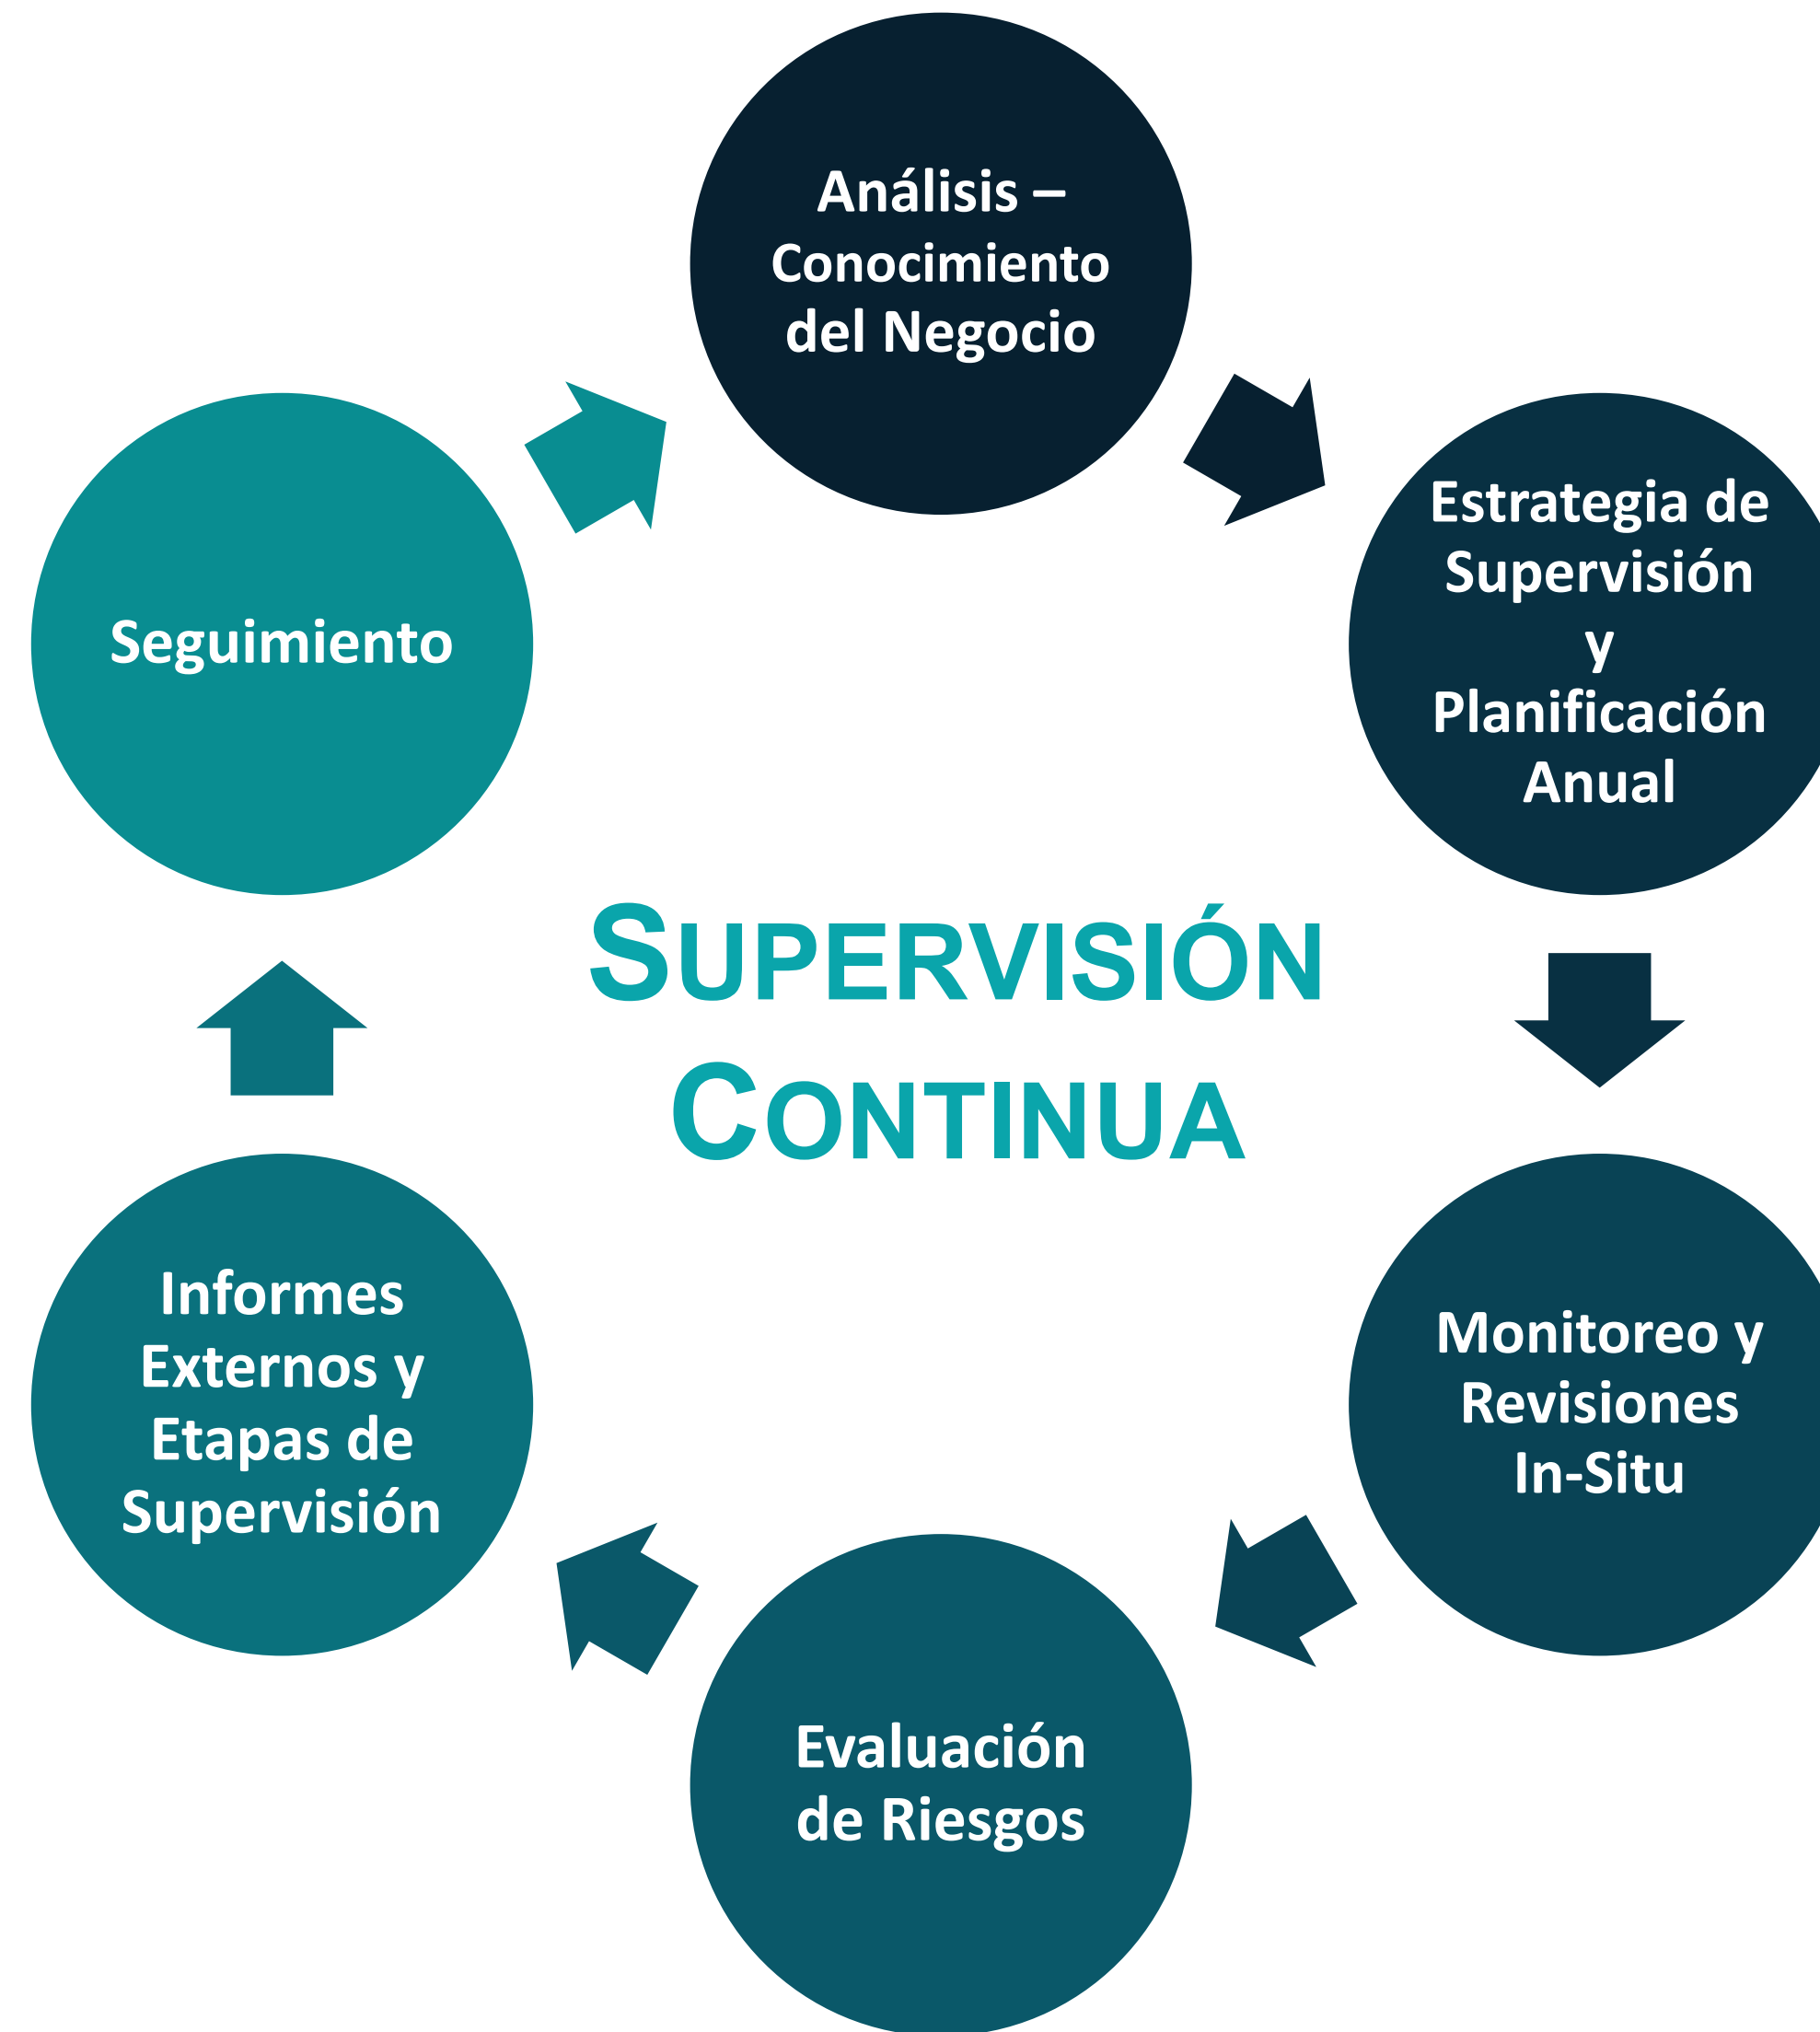 Análisis –
Conocimiento
del Negocio
Estrategia de
Supervisión
y
Planificación
Anual
Monitoreo y
Revisiones
In-Situ
Evaluación
de Riesgos
Informes
Externos y
Etapas de
Supervisión
Seguimiento
SUPERVISIÓN
CONTINUA